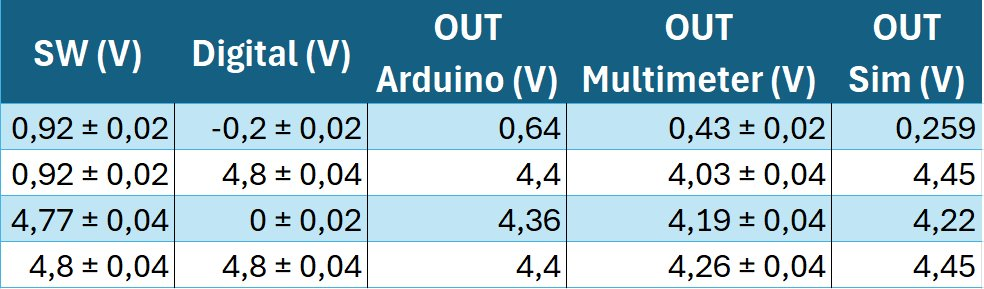 SW (V) Digital (V) OUT Arduino (V) OUT Multimeter (V) OUT Sim (V)
0,92 ± 0,02 -0,2 ± 0,02 0,64 0,43 ± 0,02 0,259
0,92 ± 0,02 4,8 ± 0,04 4,4 4,03 ± 0,04 4,45
4,77 ± 0,04 0 ± 0,02 4,36 4,19 ± 0,04 4,22
4,8 ± 0,04 4,8 ± 0,04 4,4 4,26 ± 0,04 4,45